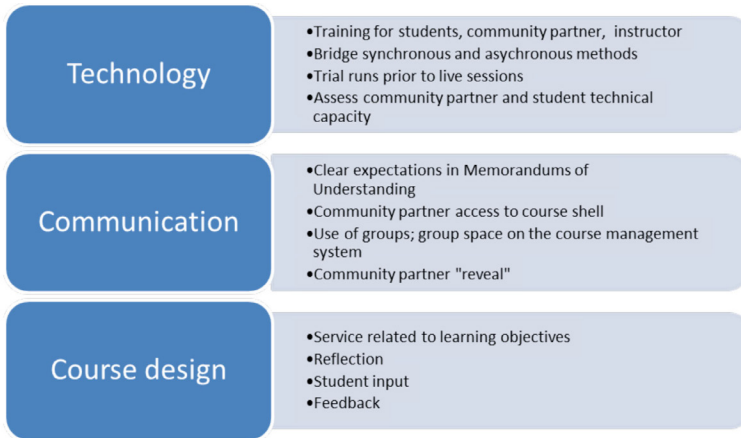 Technology
•Training for students, community partner, instructor
•Bridge synchronous and asychronous methods
•Trial runs prior to live sessions
•Assess community partner and student technical
capacity
Communication
•Clear expectations in Memorandums of
Understanding
•Community partner access to course shell
•Use of groups; group space on the course management
system
•Community partner "reveal"
Course design
•Service related to learning objectives
•Reflection
•Student input
•Feedback